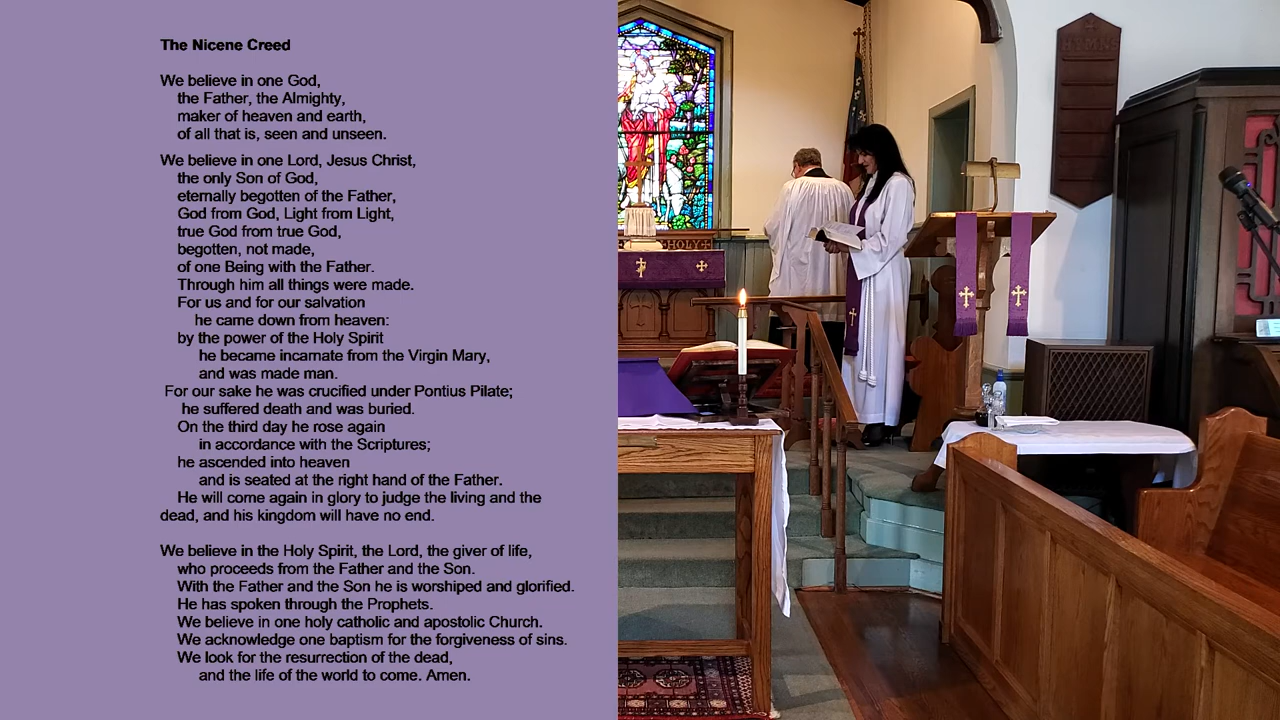 The Nicene Creed
We believe in one God,
the Father, the Almighty,
maker of heaven and earth,
of all that is, seen and unseen.
We believe in one Lord, Jesus Christ,
the only Son of God,
eternally begotten of the Father,
God from God, Light from Light,
true God from true God,
begotten, not made,
of one Being with the Father.
Through him all things were made.
For us and for our salvation
he came down from heaven:
by the power of the Holy Spirit
he became incarnate from the Virgin Mary,
and was made man.
For our sake he was crucified under Pontius Pilate;
he suffered death and was buried.
On the third day he rose again
in accordance with the Scriptures;
he ascended into heaven
and is seated at the right hand of the Father.
He will come again in glory to judge the living and the
dead, and his kingdom will have no end.
We believe in the Holy Spirit, the Lord, the giver of life,
who proceeds from the Father and the Son.
With the Father and the Son he is worshiped and glorified.
He has spoken through the Prophets.
We believe in one holy catholic and apostolic Church.
We acknowledge one baptism for the forgiveness of sins.
We look for the resurrection of the dead,
and the life of the world to come. Amen.
HYMNS
HOLY